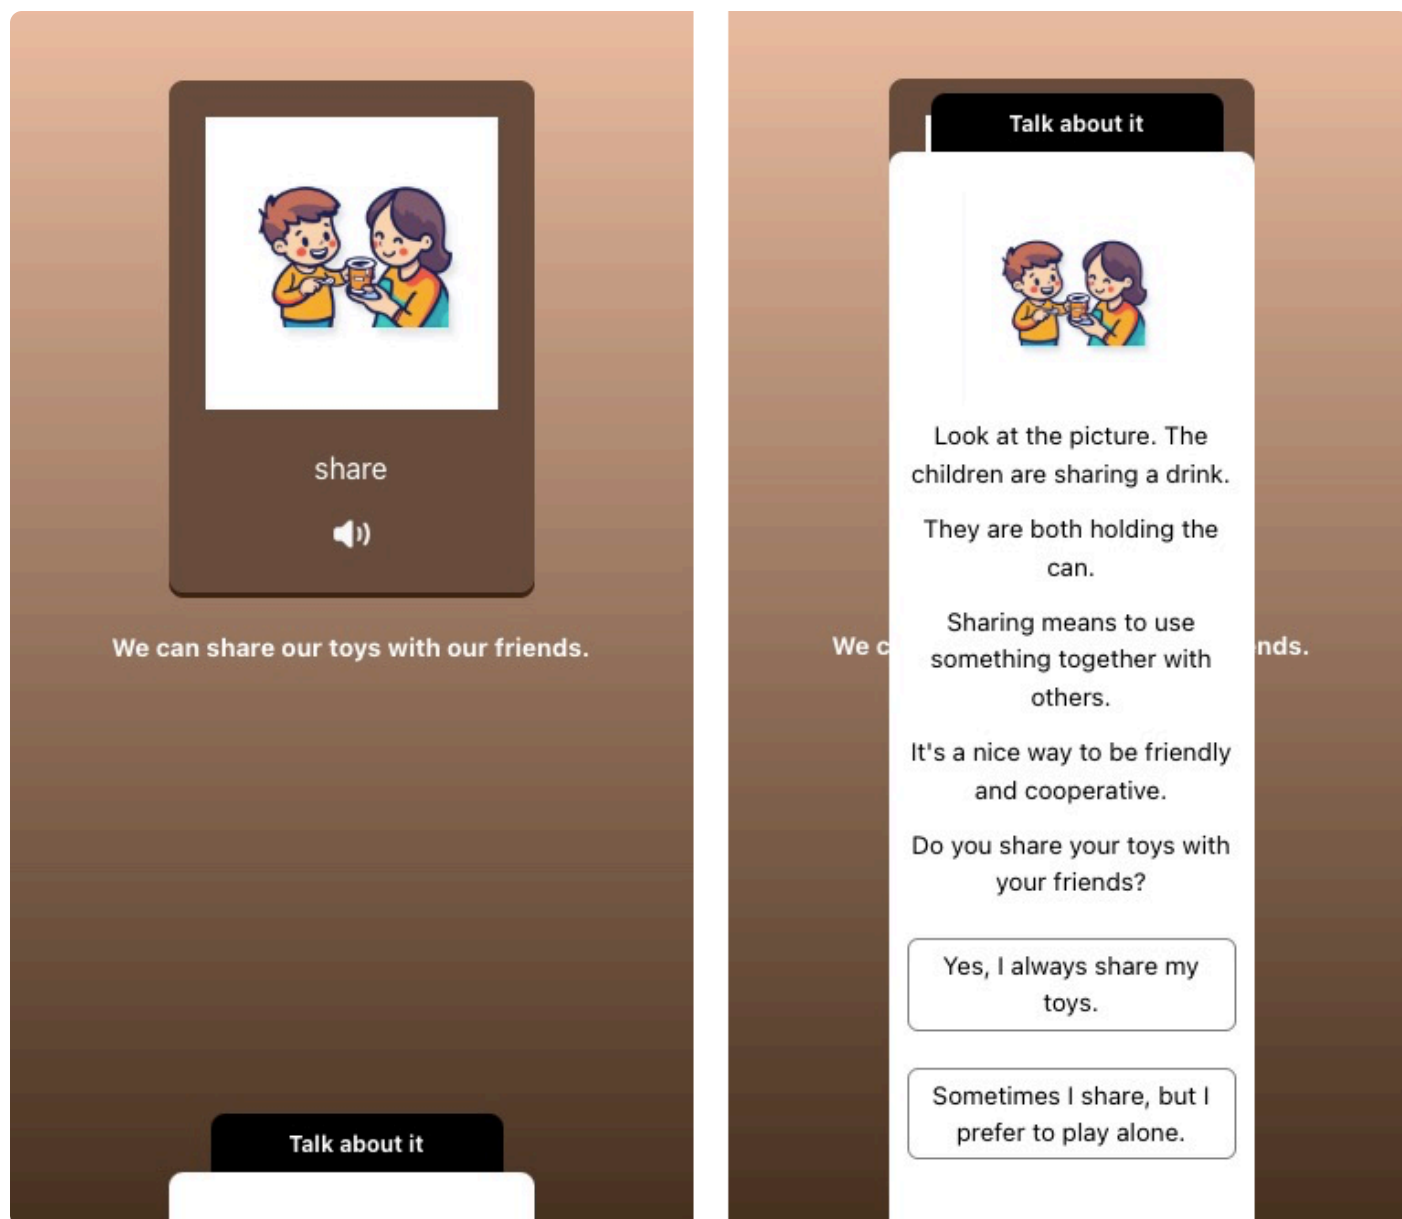 share
We can share our toys with our friends.
Talk about it
Talk about it
Look at the picture. The
children are sharing a drink.
They are both holding the
can.
Sharing means to use
We c
nds.
something together with
others.
It's a nice way to be friendly
and cooperative.
Do you share your toys with
your friends?
Yes, I always share my
toys.
Sometimes I share, but I
prefer to play alone.